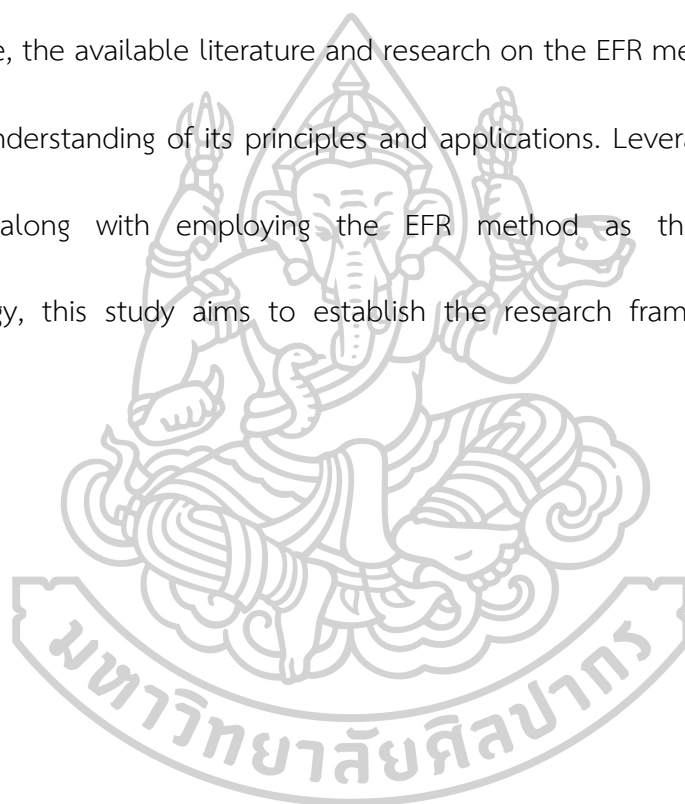 , the available literature and research on the EFR me
nderstanding of its principles and applications. Levera
along with employing the EFR method as th
gy, this study aims to establish the research fram
มหาวิทยาลัยศิลปากร